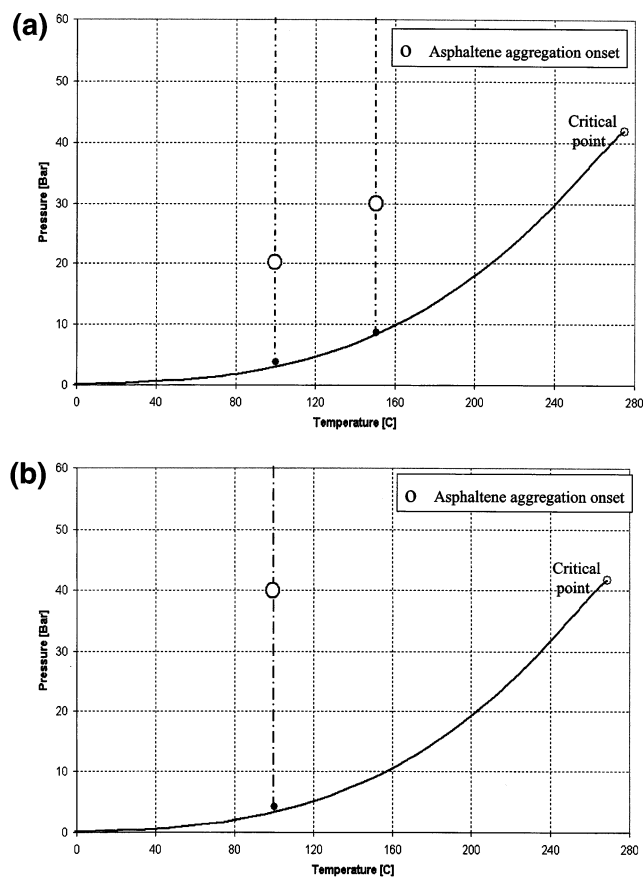 (a)
60
50
40
30
20
10
0
Pressure [Bar]
O Asphaltene aggregation onset
Critical
point
0 40 80 120 160 200 240 280
Temperature [C]
(b)
60
50
40
30
20
10
0
Pressure [Bar]
O Asphaltene aggregation onset
Critical
point
0 40 80 120 160 200 240 280
Temperature [C]